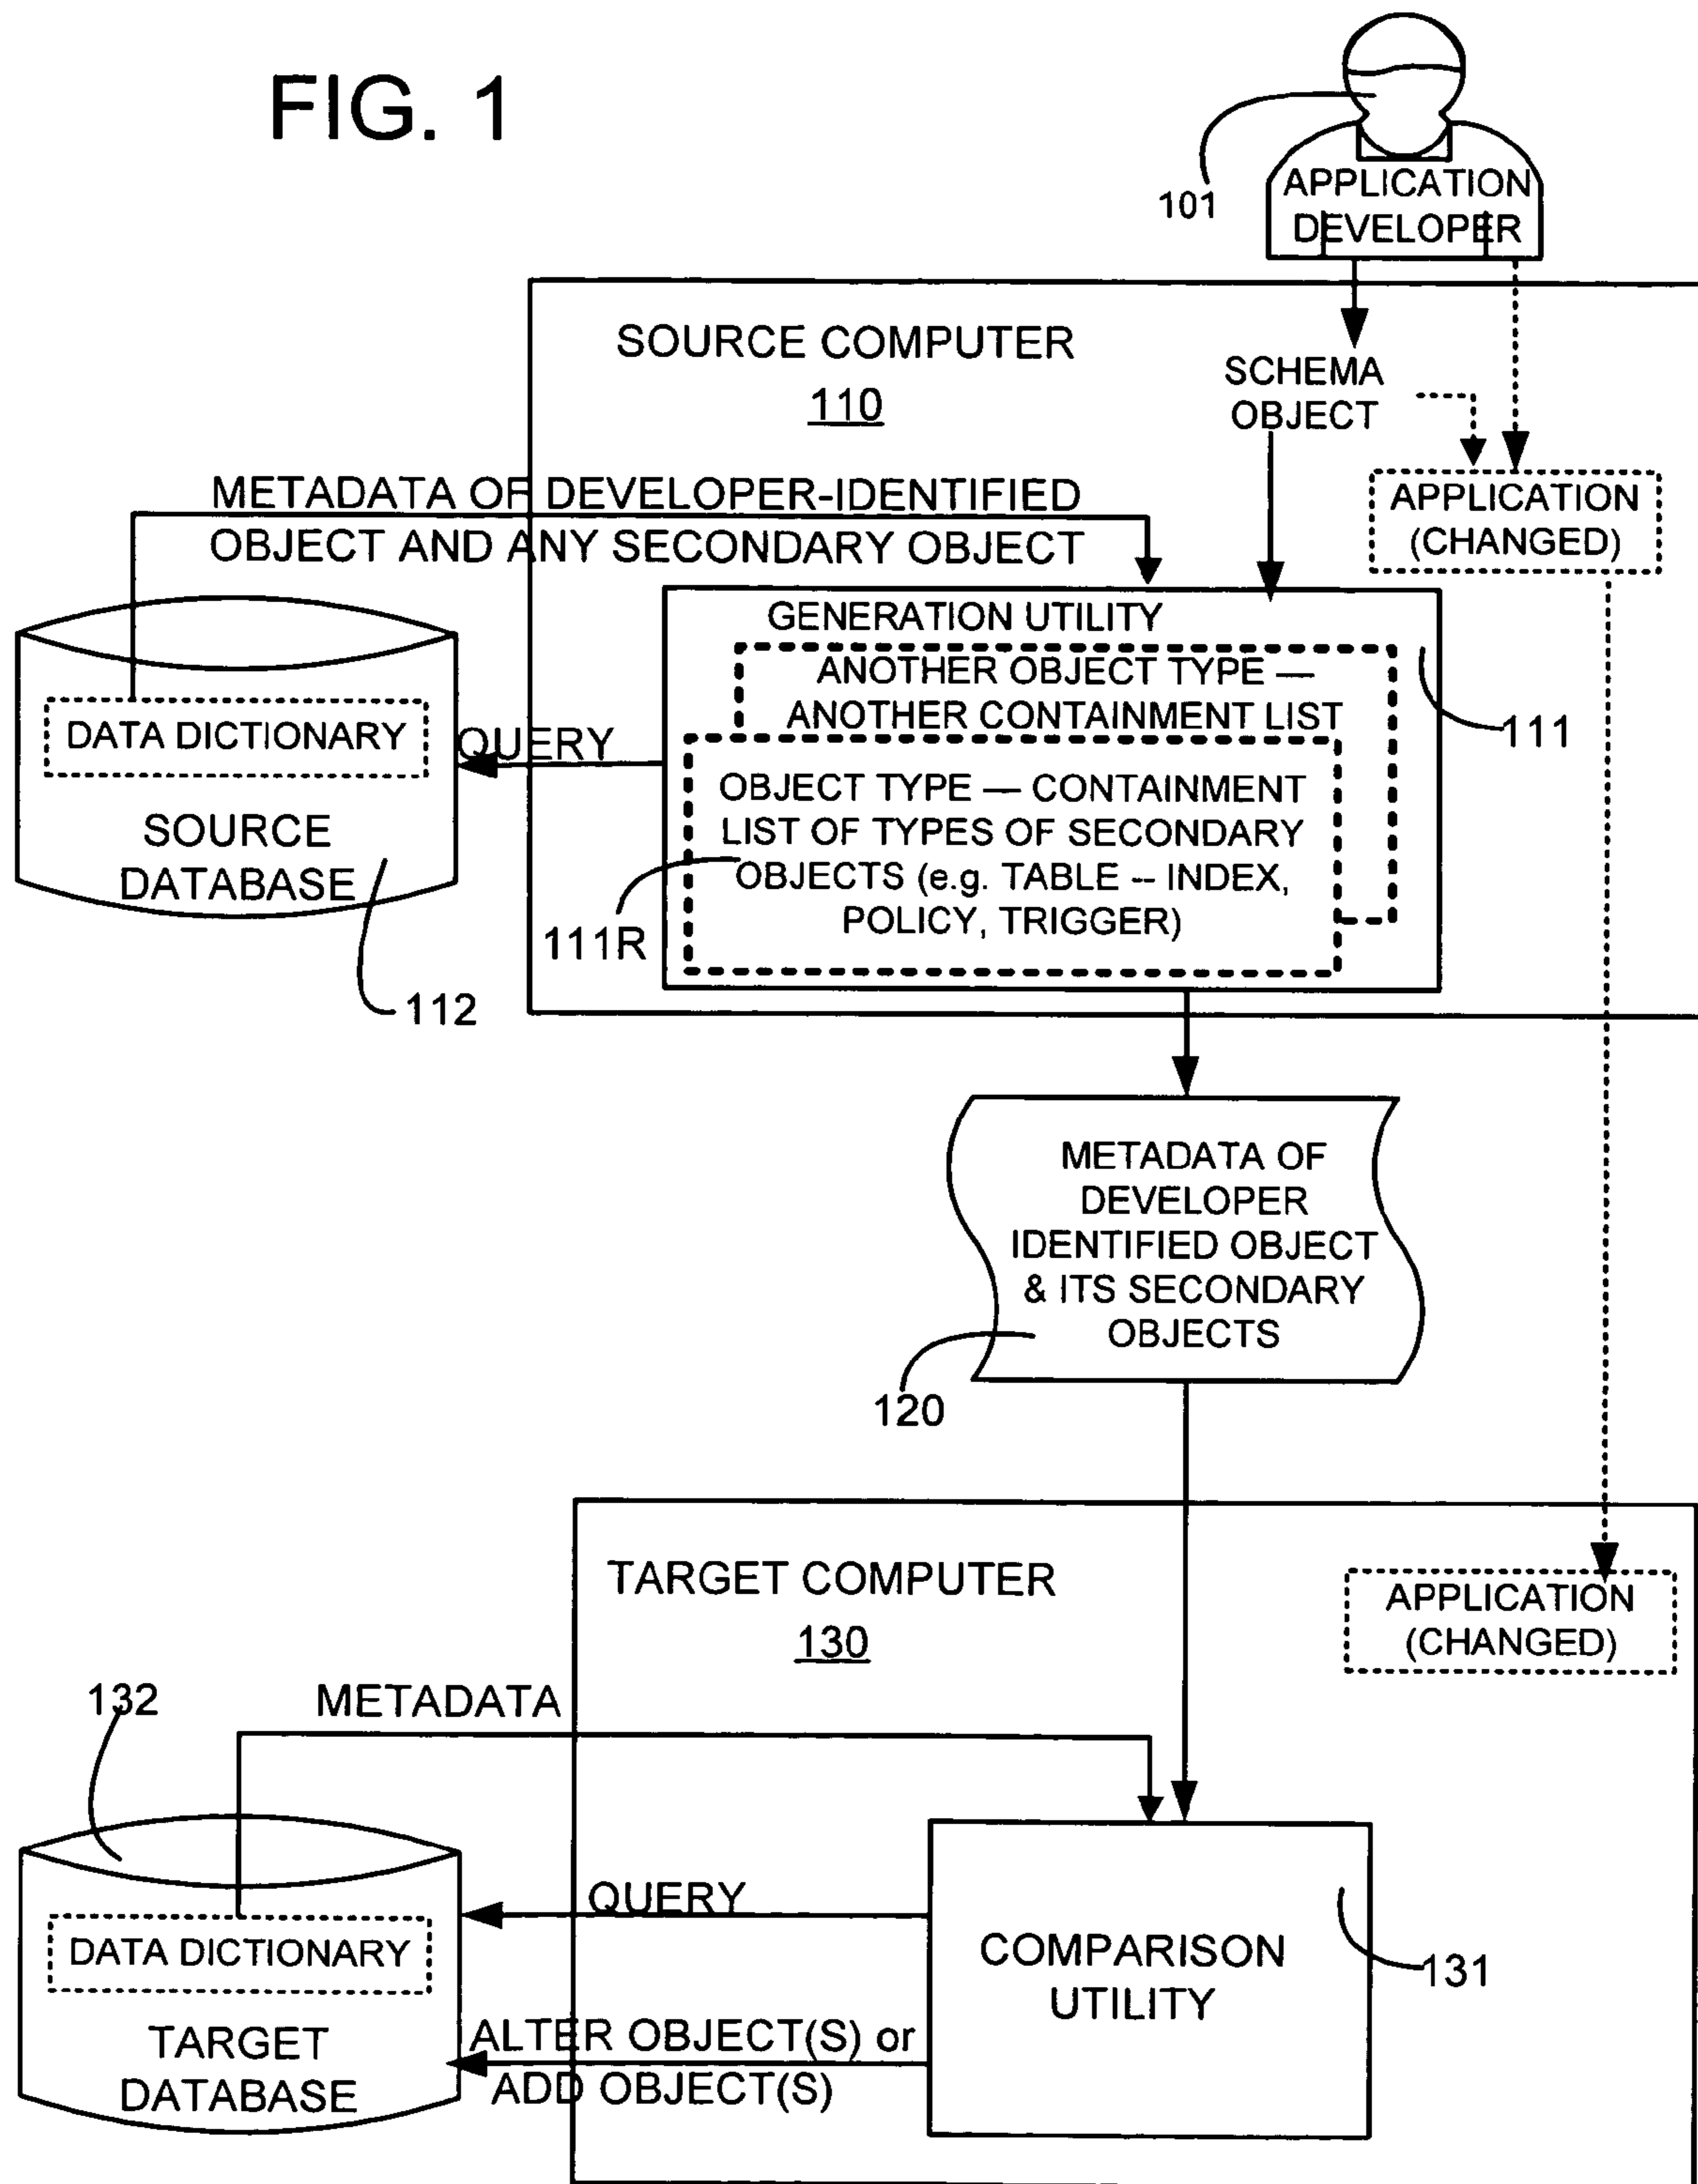 FIG. 1
101
APPLICATION
DEVELOPER
SOURCE COMPUTER
110
SCHEMA
OBJECT
APPLICATION
(CHANGED)
METADATA OF DEVELOPER-IDENTIFIED
OBJECT AND ANY SECONDARY OBJECT
GENERATION UTILITY
ANOTHER OBJECT TYPE —
ANOTHER CONTAINMENT LIST
111
DATA DICTIONARY
QUERY
OBJECT TYPE — CONTAINMENT
LIST OF TYPES OF SECONDARY
OBJECTS (e.g. TABLE -- INDEX,
POLICY, TRIGGER)
SOURCE
DATABASE
111R
112
METADATA OF
DEVELOPER
IDENTIFIED OBJECT
& ITS SECONDARY
OBJECTS
120
TARGET COMPUTER
130
APPLICATION
(CHANGED)
132
METADATA
QUERY
DATA DICTIONARY
COMPARISON
UTILITY
131
TARGET
DATABASE
ALTER OBJECT(S) or
ADD OBJECT(S)